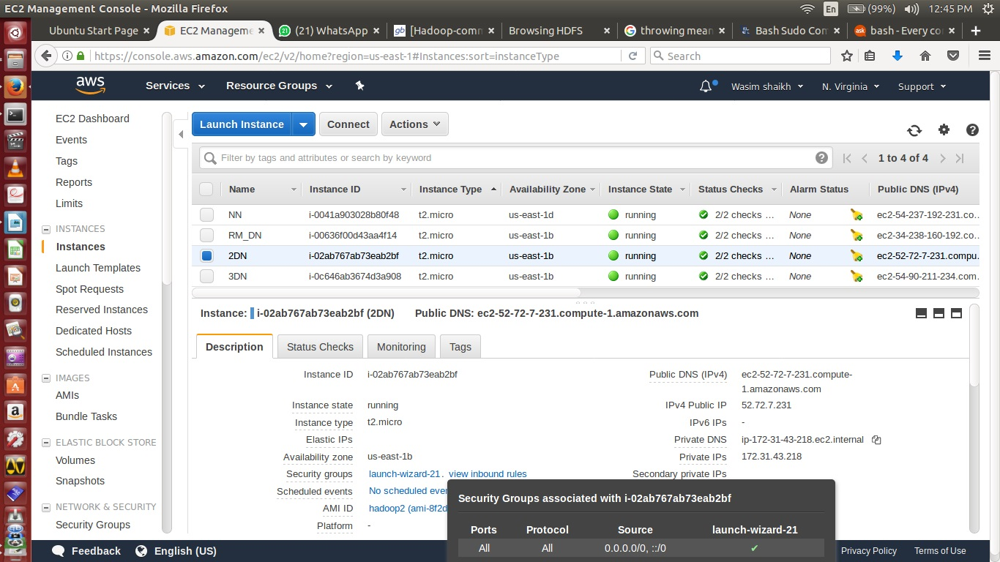 EC2 Management Console - Mozilla Firefox
En (99%) 12:45 PM
Ubuntu Start Page × EC2 Manageme × (21) WhatsApp × [Hadoop-comm × Browsing HDFS × throwing mean × Bash Sudo Com × bash - Every co × +
https://console.aws.amazon.com/ec2/v2/home?region=us-east-1#Instances:sort=instanceType Search
aws Services Resource Groups Wasim shaikh N. Virginia Support
EC2 Dashboard
Events
Tags
Reports
Limits
INSTANCES
Instances
Launch Templates
Spot Requests
Reserved Instances
Dedicated Hosts
Scheduled Instances
IMAGES
AMIs
Bundle Tasks
ELASTIC BLOCK STORE
Volumes
Snapshots
NETWORK & SECURITY
Security Groups
Launch Instance Connect Actions
Filter by tags and attributes or search by keyword 1 to 4 of 4
Name Instance ID Instance Type Availability Zone Instance State Status Checks Alarm Status Public DNS (IPv4)
NN i-0041a903028b80f48 t2.micro us-east-1d running 2/2 checks ... None ec2-54-237-192-231.co...
RM_DN i-00636f00d43aa4f14 t2.micro us-east-1b running 2/2 checks ... None ec2-34-238-160-192.co...
2DN i-02ab767ab73eab2bf t2.micro us-east-1b running 2/2 checks ... None ec2-52-72-7-231.compu...
3DN i-0c646ab3674d3a908 t2.micro us-east-1b running 2/2 checks ... None ec2-54-90-211-234.com...
Instance: i-02ab767ab73eab2bf (2DN) Public DNS: ec2-52-72-7-231.compute-1.amazonaws.com
Description Status Checks Monitoring Tags
Instance ID i-02ab767ab73eab2bf
Instance state running
Instance type t2.micro
Elastic IPs
Availability zone us-east-1b
Security groups launch-wizard-21. view inbound rules
Scheduled events No scheduled even
AMI ID hadoop2 (ami-8f2d
Platform -
Public DNS (IPv4) ec2-52-72-7-231.compute-
1.amazonaws.com
IPv4 Public IP 52.72.7.231
IPv6 IPs -
Private DNS ip-172-31-43-218.ec2.internal
Private IPs 172.31.43.218
Secondary private IPs
Security Groups associated with i-02ab767ab73eab2bf
Ports Protocol Source launch-wizard-21
All All 0.0.0.0/0, ::/0 ✔
Feedback English (US) Privacy Policy Terms of Use